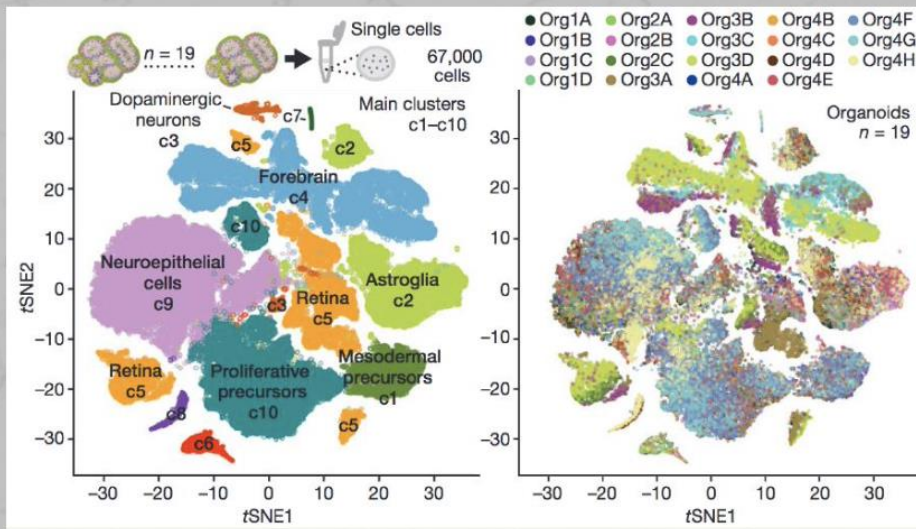 n = 19
Single cells
67,000
cells
Dopaminergic
neurons
c3
c7
Main clusters
c1–c10
c5
c2
Forebrain
c4
c10
Neuroepithelial
cells
c9
Astroglia
c2
Retina
c5
c3
Retina
c5
Proliferative
precursors
c10
Mesodermal
precursors
c1
c8
c6
c5
30
20
10
0
−10
−20
−30
tSNE2
−30
−20
−10
0
10
20
30
tSNE1
Org1A
Org2A
Org3B
Org4B
Org4F
Org1B
Org2B
Org3C
Org4C
Org4G
Org1C
Org2C
Org3D
Org4D
Org4H
Org1D
Org3A
Org4A
Org4E
Organoids
n = 19
30
20
10
0
−10
−20
−30
−30
−20
−10
0
10
20
30
tSNE1